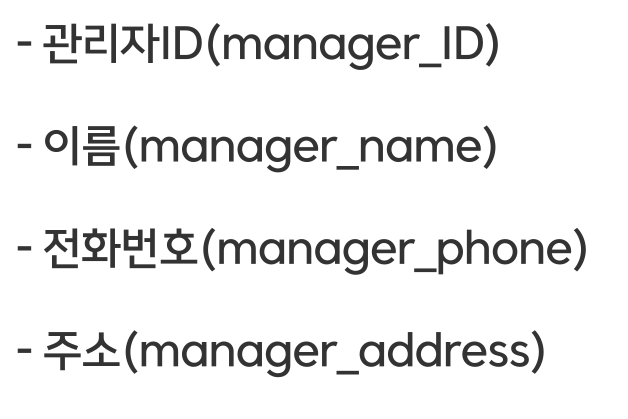 - 관리자ID(manager_ID)
- 이름(manager_name)
- 전화번호(manager_phone)
- 주소(manager_address)